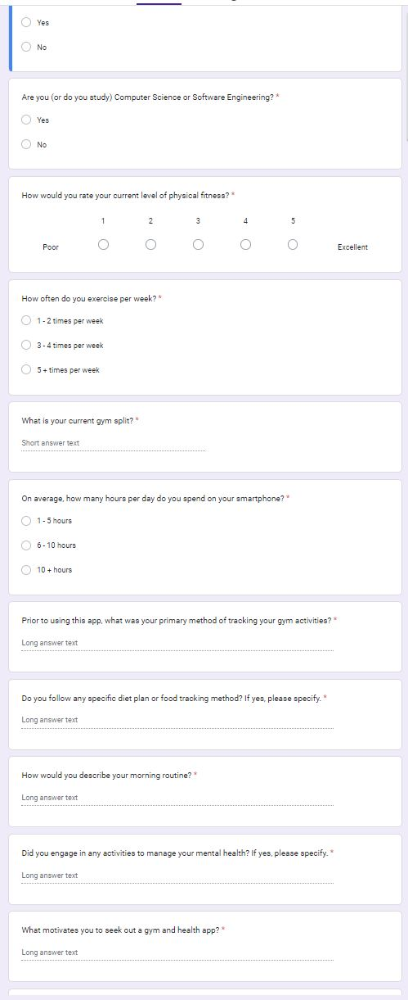 Yes
No
Are you (or do you study) Computer Science or Software Engineering? *
Yes
No
How would you rate your current level of physical fitness? *
1 2 3 4 5
Poor Excellent
How often do you exercise per week? *
1 - 2 times per week
3 - 4 times per week
5 + times per week
What is your current gym split? *
Short answer text
On average, how many hours per day do you spend on your smartphone? *
1 - 5 hours
6 - 10 hours
10 + hours
Prior to using this app, what was your primary method of tracking your gym activities? *
Long answer text
Do you follow any specific diet plan or food tracking method? If yes, please specify. *
Long answer text
How would you describe your morning routine? *
Long answer text
Did you engage in any activities to manage your mental health? If yes, please specify. *
Long answer text
What motivates you to seek out a gym and health app? *
Long answer text